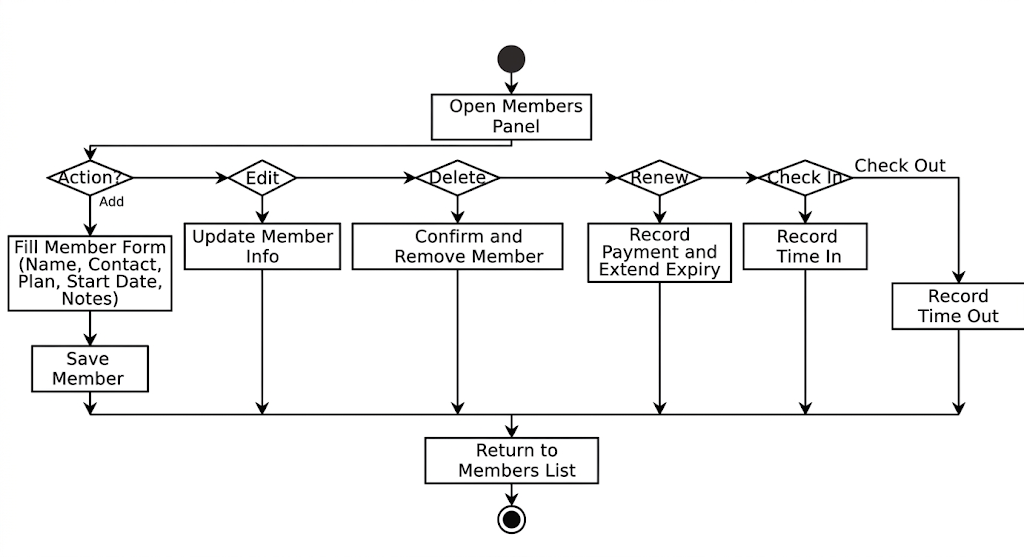 Open Members
Panel
Action?
Edit
Delete
Renew
Check In
Check Out
Add
Fill Member Form
(Name, Contact,
Plan, Start Date,
Notes)
Update Member
Info
Confirm and
Remove Member
Record
Payment and
Extend Expiry
Record
Time In
Record
Time Out
Save
Member
Return to
Members List